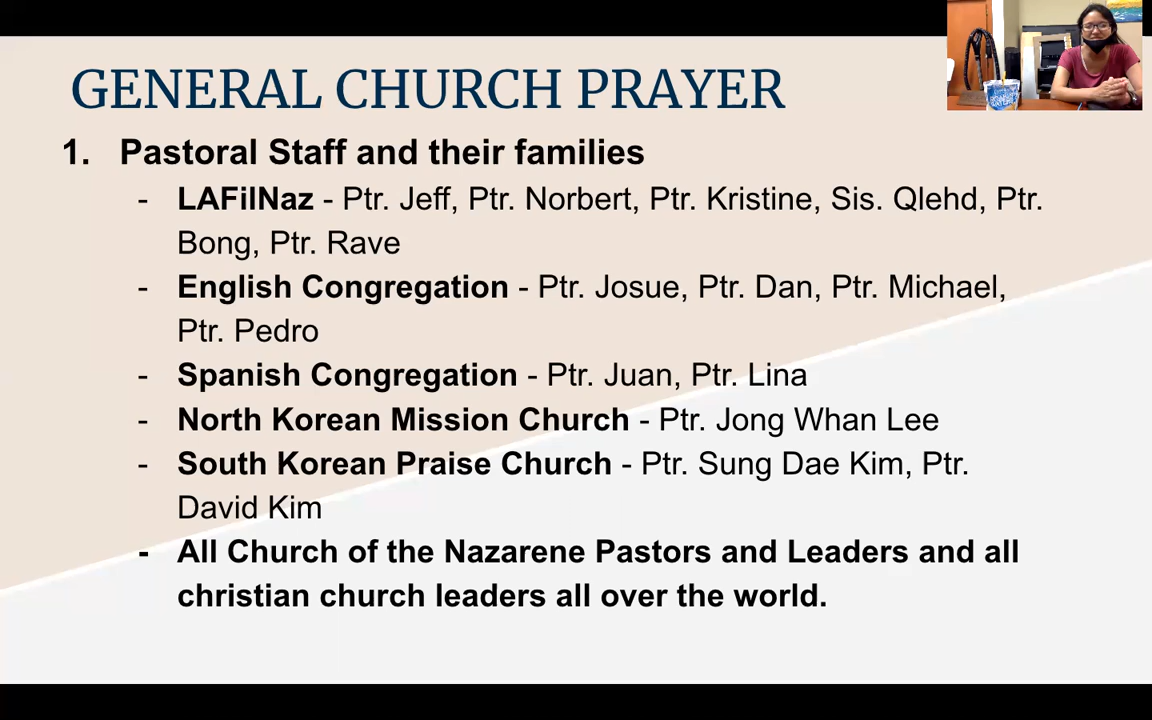 GENERAL CHURCH PRAYER
1. Pastoral Staff and their families
- LAFilNaz - Ptr. Jeff, Ptr. Norbert, Ptr. Kristine, Sis. Qlehd, Ptr.
Bong, Ptr. Rave
- English Congregation - Ptr. Josue, Ptr. Dan, Ptr. Michael,
Ptr. Pedro
- Spanish Congregation - Ptr. Juan, Ptr. Lina
- North Korean Mission Church - Ptr. Jong Whan Lee
- South Korean Praise Church - Ptr. Sung Dae Kim, Ptr.
David Kim
- All Church of the Nazarene Pastors and Leaders and all
christian church leaders all over the world.